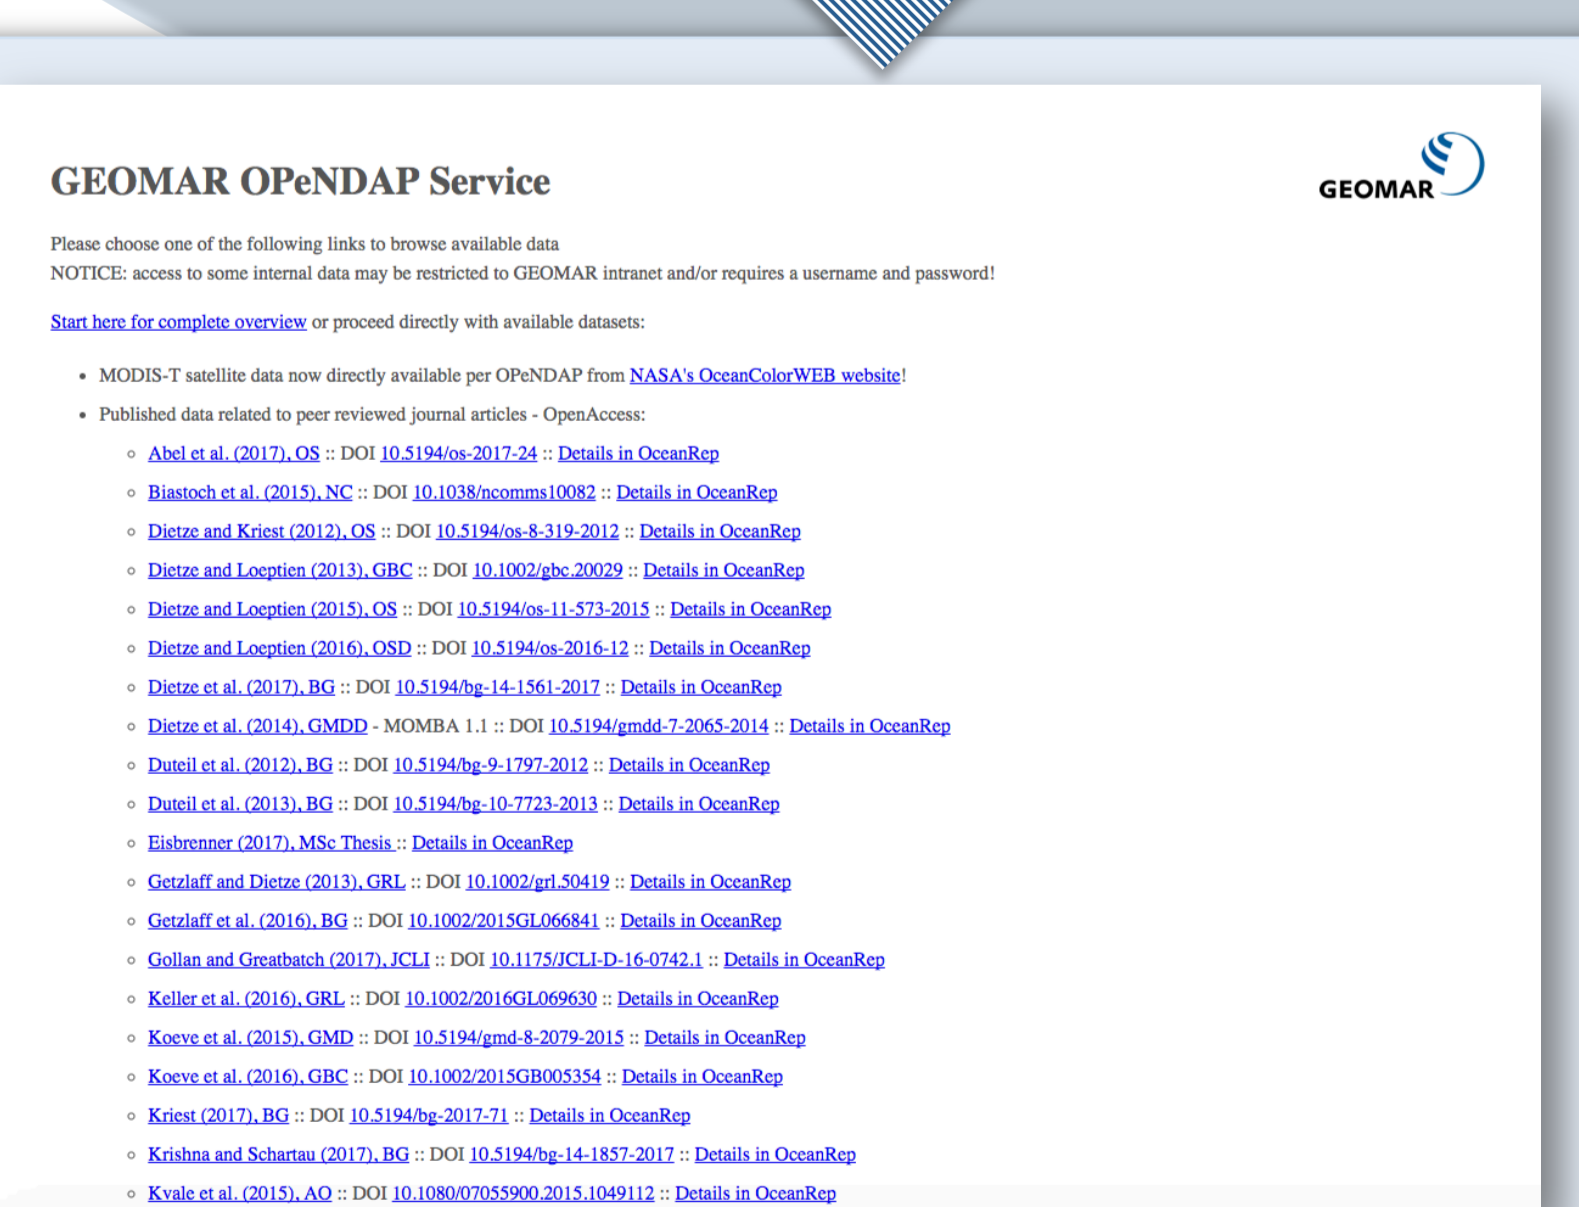 GEOMAR OPeNDAP Service
GEOMAR
Please choose one of the following links to browse available data
NOTICE: access to some internal data may be restricted to GEOMAR intranet and/or requires a username and password!
Start here for complete overview or proceed directly with available datasets:
• MODIS-T satellite data now directly available per OPeNDAP from NASA's OceanColorWEB website!
• Published data related to peer reviewed journal articles - OpenAccess:
◦ Abel et al. (2017), OS :: DOI 10.5194/os-2017-24 :: Details in OceanRep
◦ Biastoch et al. (2015), NC :: DOI 10.1038/ncomms10082 :: Details in OceanRep
◦ Dietze and Kriest (2012), OS :: DOI 10.5194/os-8-319-2012 :: Details in OceanRep
◦ Dietze and Loeptien (2013), GBC :: DOI 10.1002/gbc.20029 :: Details in OceanRep
◦ Dietze and Loeptien (2015), OS :: DOI 10.5194/os-11-573-2015 :: Details in OceanRep
◦ Dietze and Loeptien (2016), OSD :: DOI 10.5194/os-2016-12 :: Details in OceanRep
◦ Dietze et al. (2017), BG :: DOI 10.5194/bg-14-1561-2017 :: Details in OceanRep
◦ Dietze et al. (2014), GMDD - MOMBA 1.1 :: DOI 10.5194/gmdd-7-2065-2014 :: Details in OceanRep
◦ Duteil et al. (2012), BG :: DOI 10.5194/bg-9-1797-2012 :: Details in OceanRep
◦ Duteil et al. (2013), BG :: DOI 10.5194/bg-10-7723-2013 :: Details in OceanRep
◦ Eisbrenner (2017), MSc Thesis :: Details in OceanRep
◦ Getzlaff and Dietze (2013), GRL :: DOI 10.1002/grl.50419 :: Details in OceanRep
◦ Getzlaff et al. (2016), BG :: DOI 10.1002/2015GL066841 :: Details in OceanRep
◦ Gollan and Greatbatch (2017), JCLI :: DOI 10.1175/JCLI-D-16-0742.1 :: Details in OceanRep
◦ Keller et al. (2016), GRL :: DOI 10.1002/2016GL069630 :: Details in OceanRep
◦ Koeve et al. (2015), GMD :: DOI 10.5194/gmd-8-2079-2015 :: Details in OceanRep
◦ Koeve et al. (2016), GBC :: DOI 10.1002/2015GB005354 :: Details in OceanRep
◦ Kriest (2017), BG :: DOI 10.5194/bg-2017-71 :: Details in OceanRep
◦ Krishna and Schartau (2017), BG :: DOI 10.5194/bg-14-1857-2017 :: Details in OceanRep
◦ Kvale et al. (2015), AO :: DOI 10.1080/07055900.2015.1049112 :: Details in OceanRep